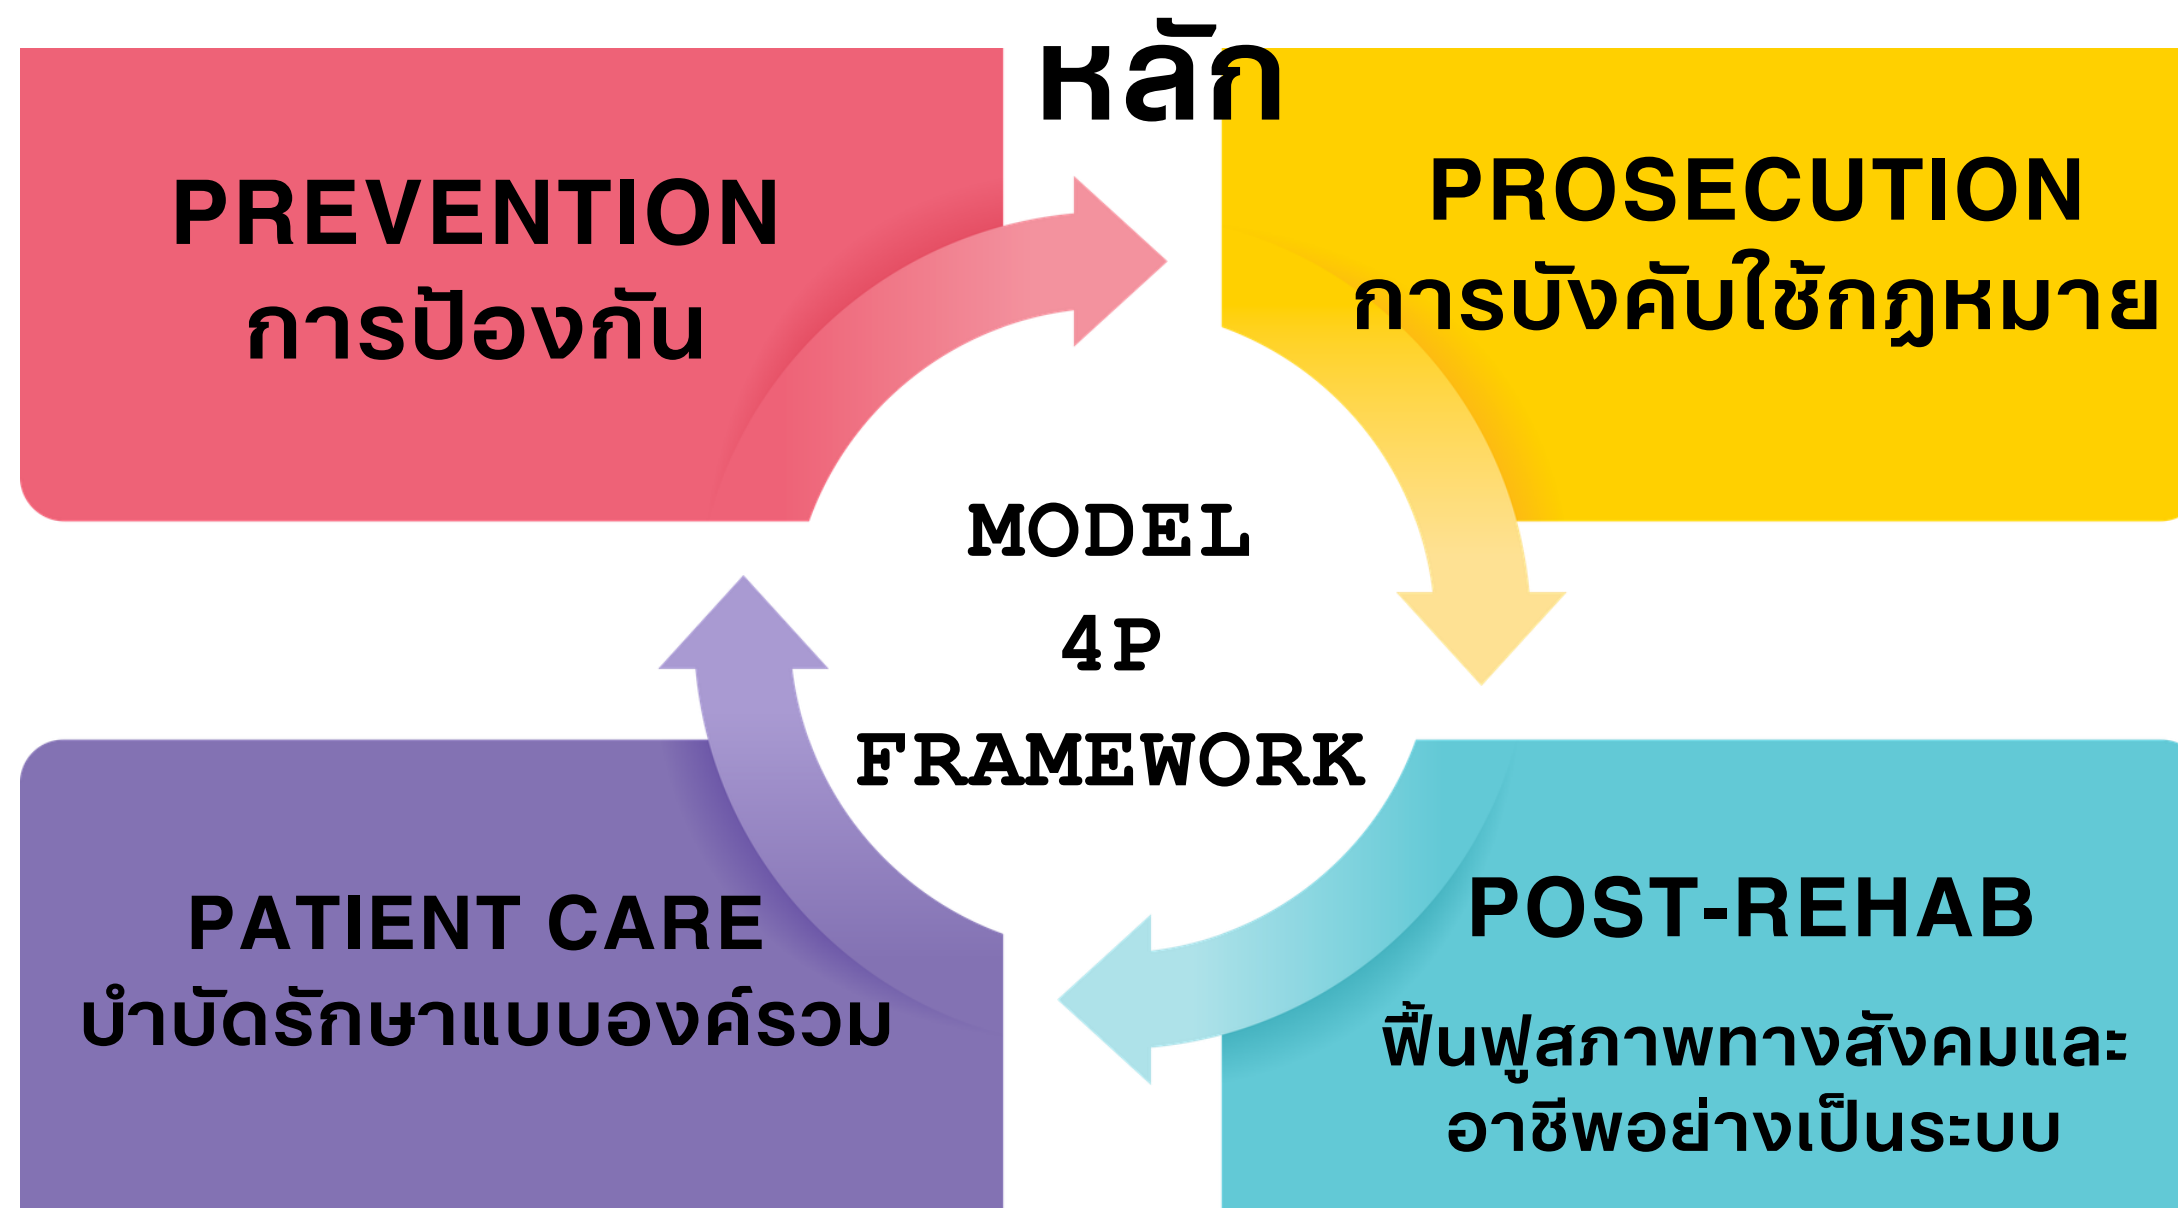 หลัก
PREVENTION
การป้องกัน
PROSECUTION
การบังคับใช้กฎหมาย
MODEL
4P
FRAMEWORK
PATIENT CARE
บำบัดรักษาแบบองค์รวม
POST-REHAB
ฟื้นฟูสภาพทางสังคมและ
อาชีพอย่างเป็นระบบ